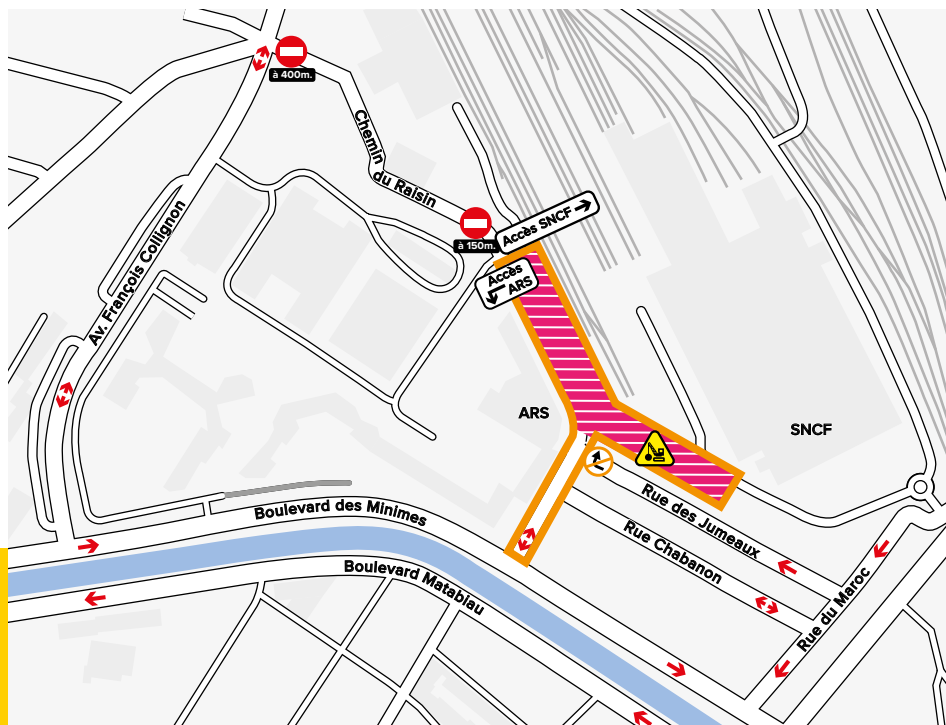 à 400m.
Chemin
du Raisin
Av. François Collignon
à 150m.
Accès SNCF
Accès
ARS
ARS
SNCF
Boulevard des Minimes
Rue des Jumeaux
Rue Chabanon
Boulevard Matabiau
Rue du Maroc